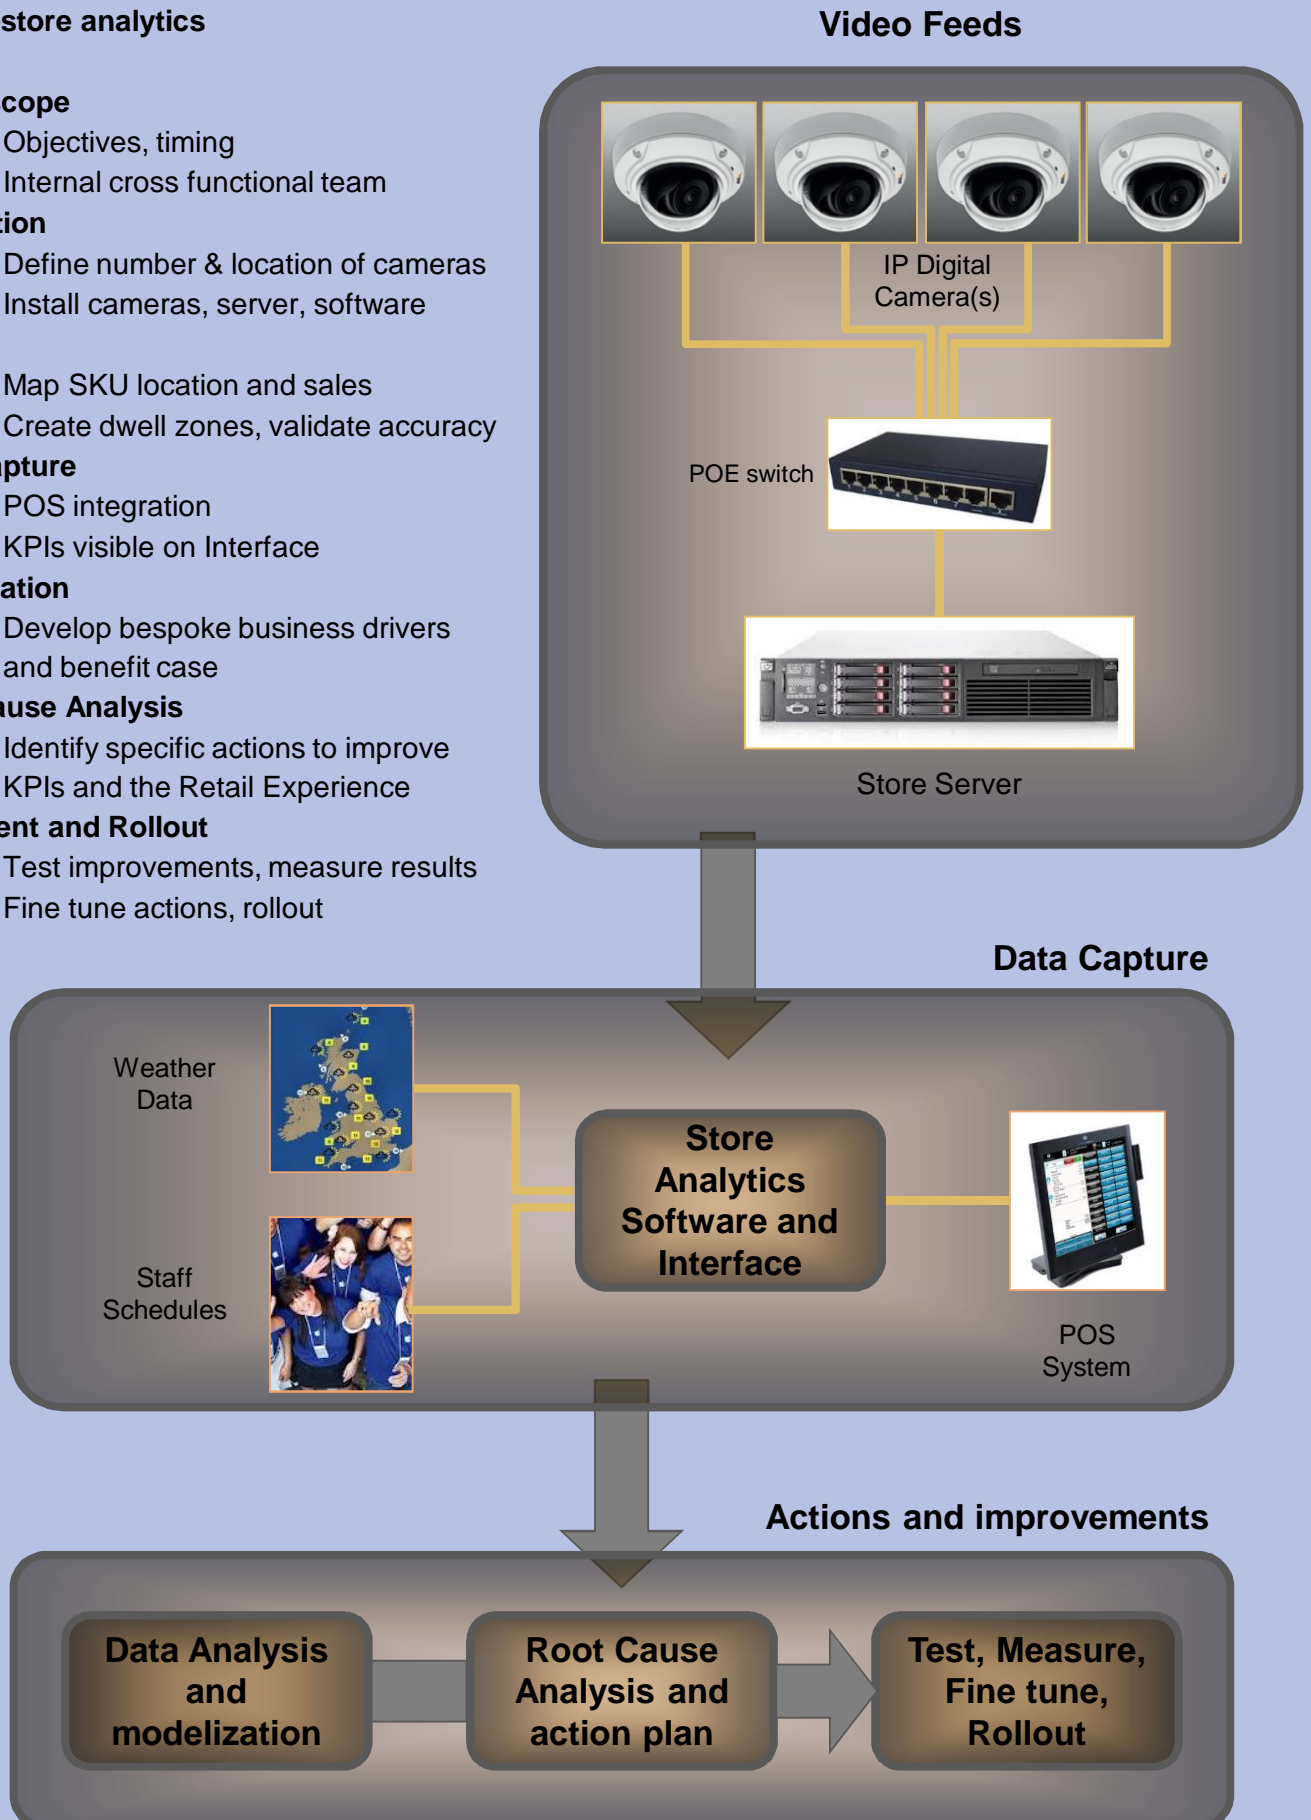 store analytics
cope
Objectives, timing
Internal cross functional team
tion
Define number & location of cameras
Install cameras, server, software
Map SKU location and sales
Create dwell zones, validate accuracy
pture
POS integration
KPIs visible on Interface
ation
Develop bespoke business drivers
and benefit case
ause Analysis
Identify specific actions to improve
KPIs and the Retail Experience
ent and Rollout
Test improvements, measure results
Fine tune actions, rollout
Video Feeds
IP Digital
Camera(s)
POE switch
Store Server
Data Capture
Weather
Data
Staff
Schedules
Store
Analytics
Software and
Interface
POS
System
Actions and improvements
Data Analysis
and
modelization
Root Cause
Analysis and
action plan
Test, Measure,
Fine tune,
Rollout